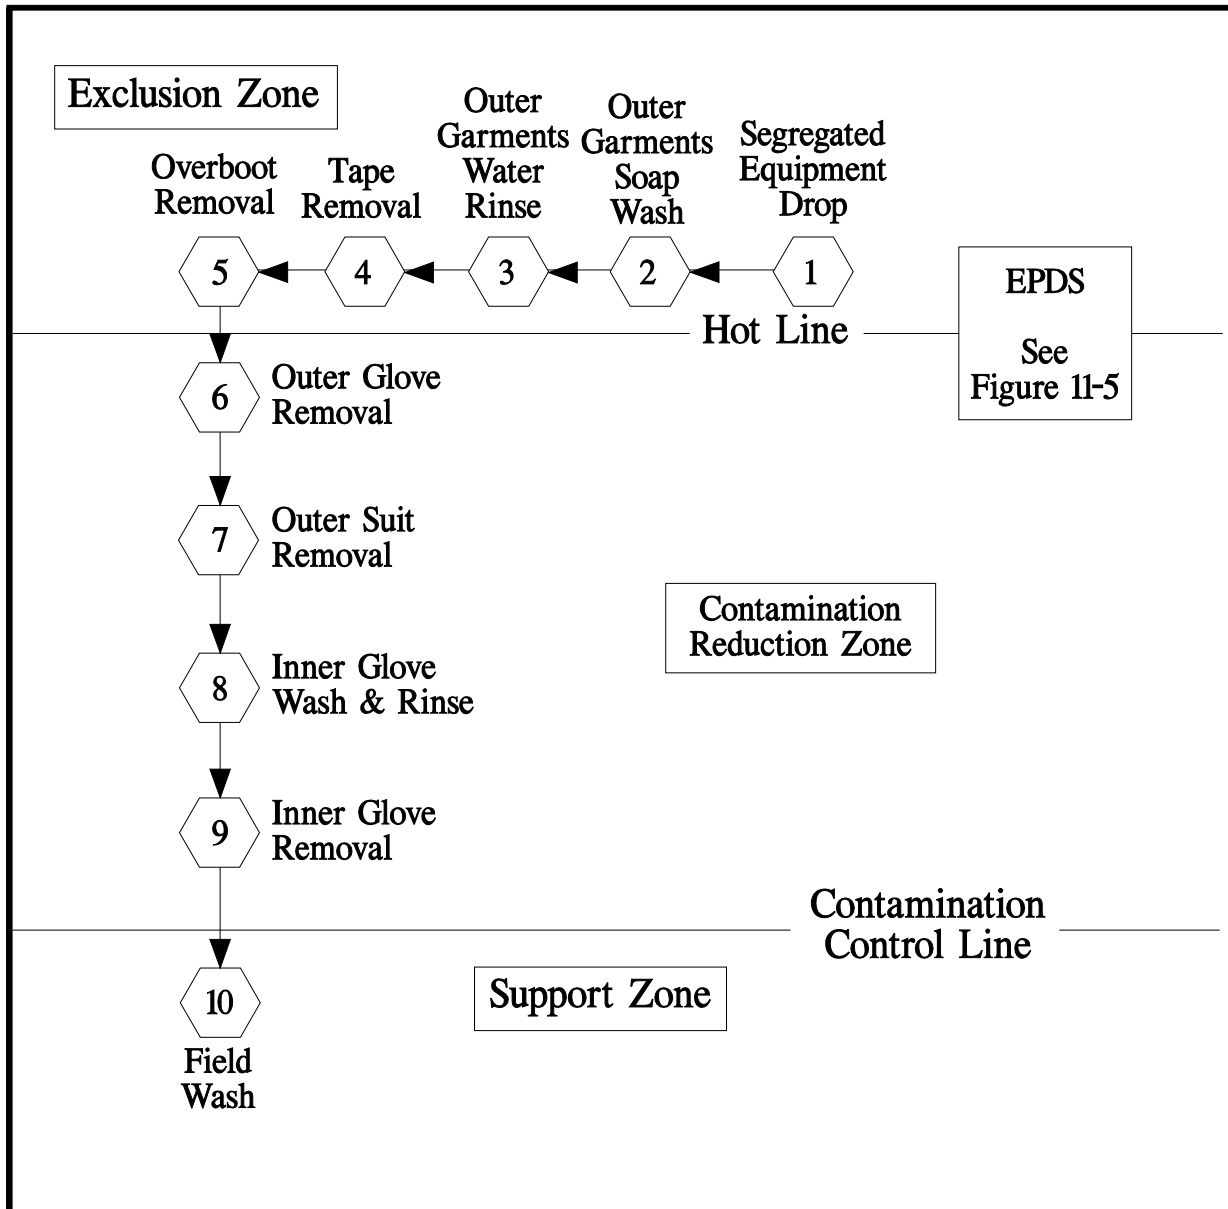 Exclusion Zone
Overboot
Removal
Tape
Removal
Outer
Garments
Water
Rinse
Outer
Garments
Soap
Wash
Segregated
Equipment
Drop
5
4
3
2
1
EPDS
See
Figure 11-5
Hot Line
6
Outer Glove
Removal
7
Outer Suit
Removal
Contamination
Reduction Zone
8
Inner Glove
Wash & Rinse
9
Inner Glove
Removal
Contamination
Control Line
10
Field
Wash
Support Zone